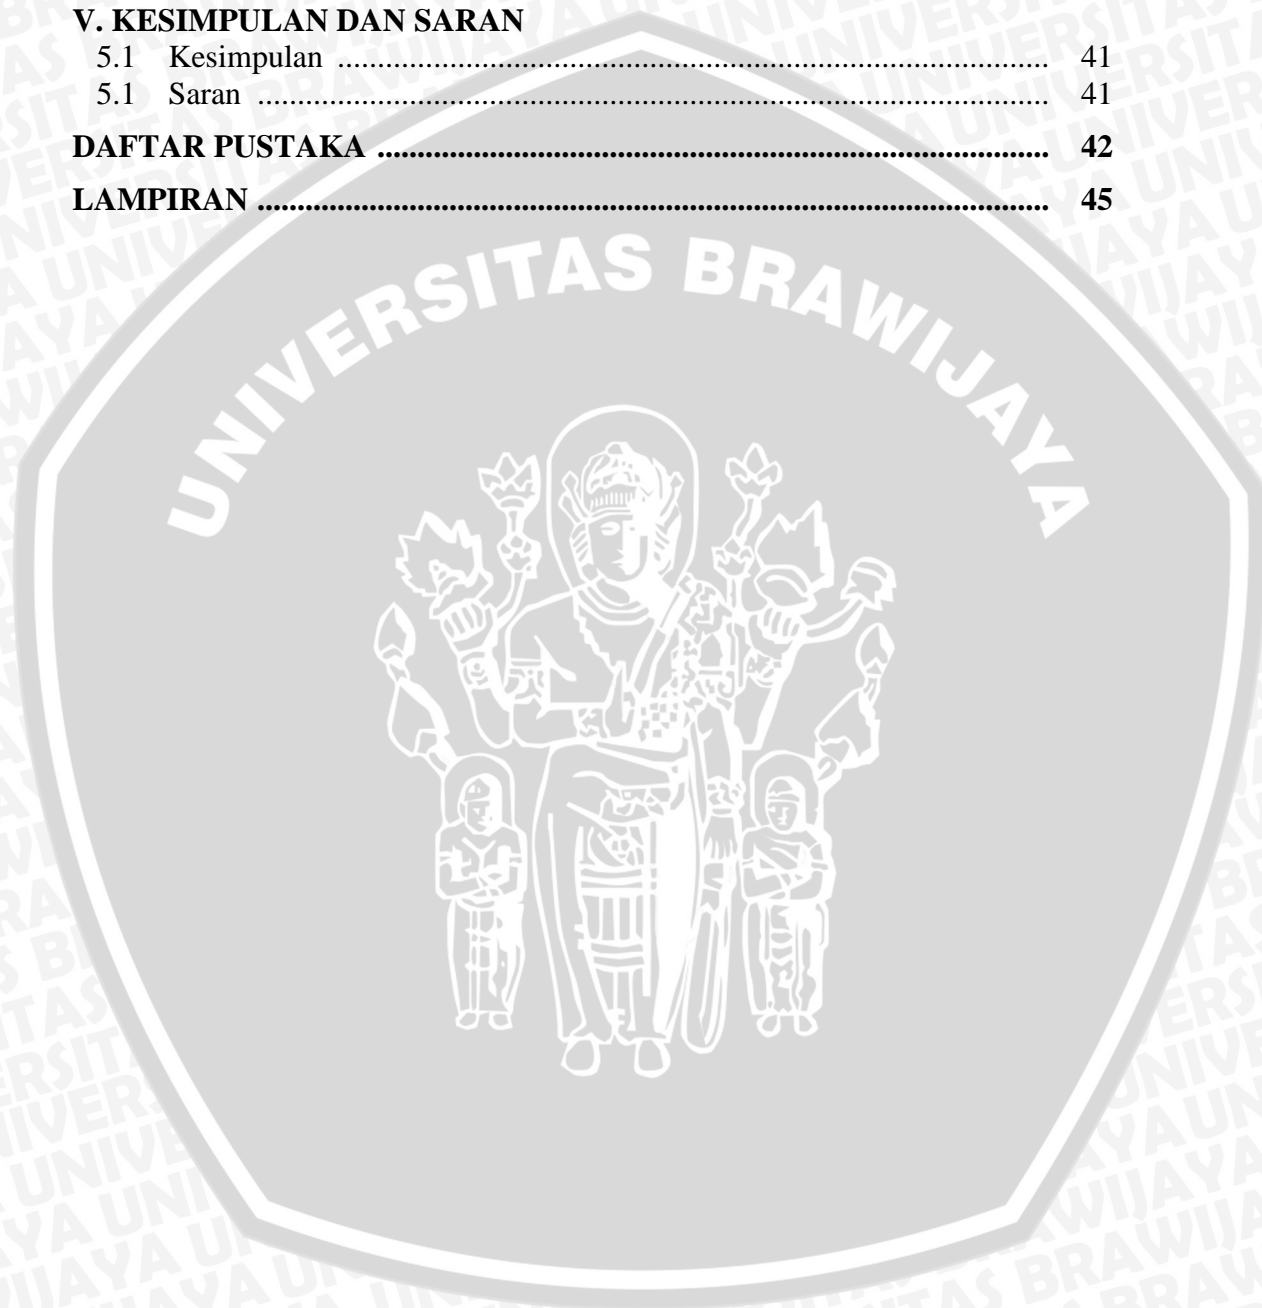 V. KESIMPULAN DAN SARAN
5.1 Kesimpulan .......................................................................................... 41
5.1 Saran .................................................................................................... 41
DAFTAR PUSTAKA ..................................................................................... 42
LAMPIRAN .................................................................................................... 45
UNIVERSITAS BRAWIJAYA